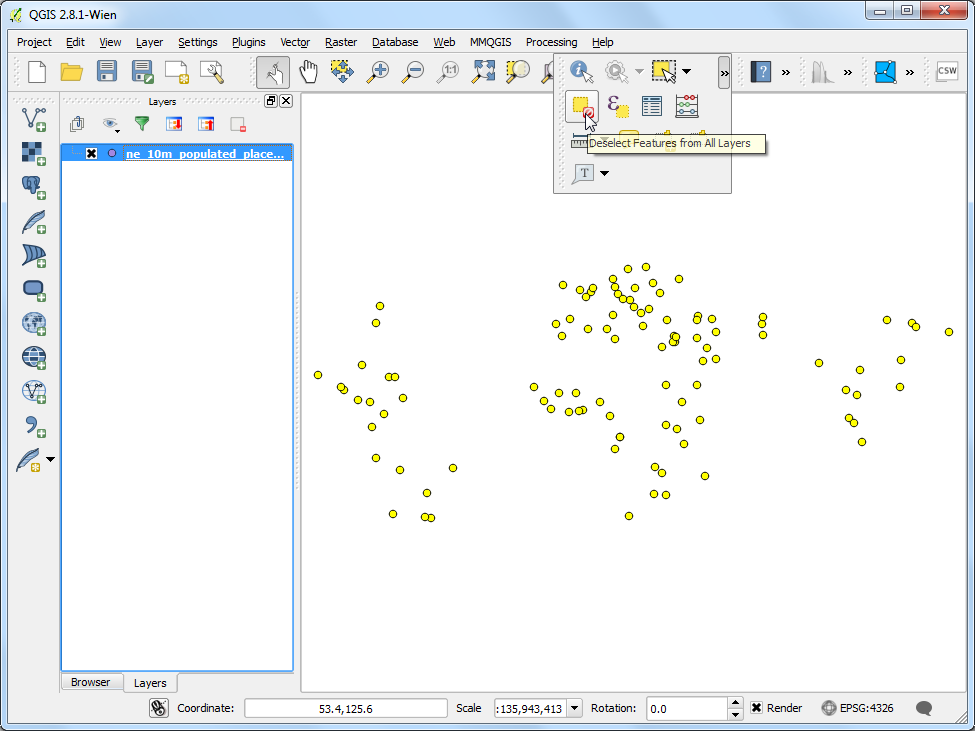 QGIS 2.8.1-Wien
Project Edit View Layer Settings Plugins Vector Raster Database Web MMQGIS Processing Help
1:1 » ? » » » CSW
Layers
ε
Deselect Features from All Layers
T
ne_10m_populated_place...
Browser Layers
Coordinate: 53.4,125.6 Scale :135,943,413 Rotation: 0.0 Render EPSG:4326